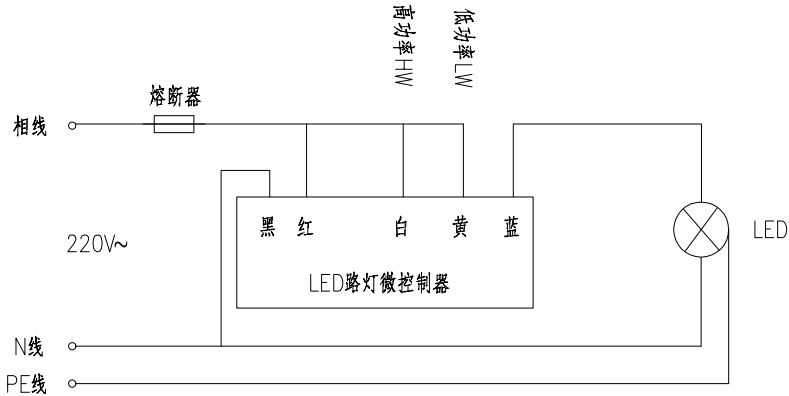 高功率HW
低功率LW
熔断器
相线
黑 红 白 黄 蓝
220V~
LED
LED路灯微控制器
N线
PE线